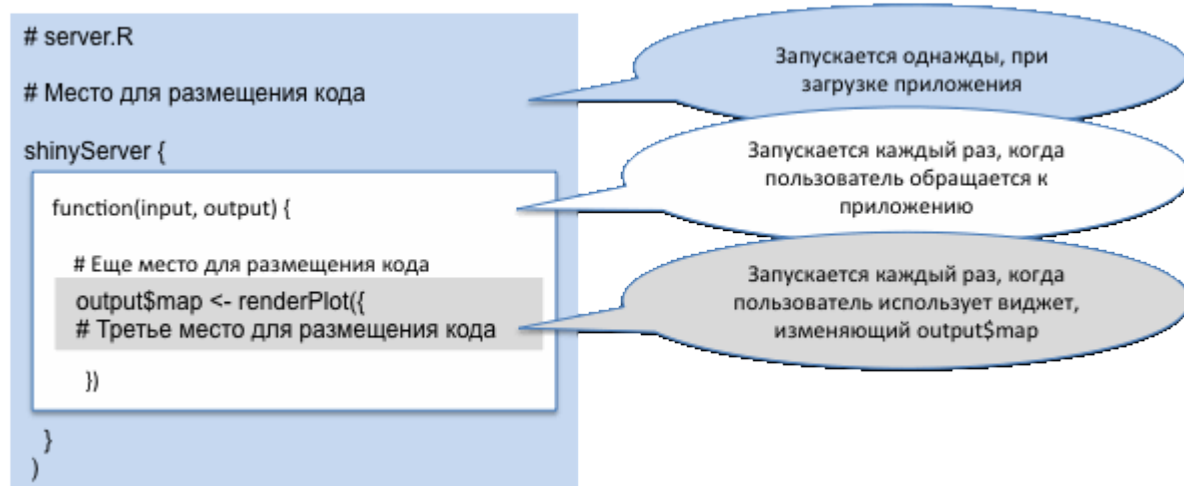 # server.R
# Место для размещения кода
shinyServer {
function(input, output) {
# Еще место для размещения кода
output$map <- renderPlot({
# Третье место для размещения кода
})
}
)
Запускается однажды, при
загрузке приложения
Запускается каждый раз, когда
пользователь обращается к
приложению
Запускается каждый раз, когда
пользователь использует виджет,
изменяющий output$map